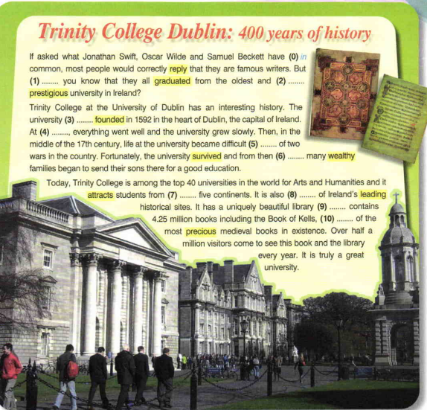 Trinity College Dublin: 400 years of history
If asked what Jonathan Swift, Oscar Wilde and Samuel Beckett have (0) in
common, most people would correctly reply that they are famous writers. But
(1) ........ you know that they all graduated from the oldest and (2) ........
prestigious university in Ireland?
Trinity College at the University of Dublin has an interesting history. The
university (3) ........ founded in 1592 in the heart of Dublin, the capital of Ireland.
At (4) ........, everything went well and the university grew slowly. Then, in the
middle of the 17th century, life at the university became difficult (5) ........ of two
wars in the country. Fortunately, the university survived and from then (6) ........ many wealthy
families began to send their sons there for a good education.
Today, Trinity College is among the top 40 universities in the world for Arts and Humanities and it
attracts students from (7) ........ five continents. It is also (8) ........ of Ireland's leading
historical sites. It has a uniquely beautiful library (9) ........ contains
4.25 million books including the Book of Kells, (10) ........ of the
most precious medieval books in existence. Over half a
million visitors come to see this book and the library
every year. It is truly a great
university.